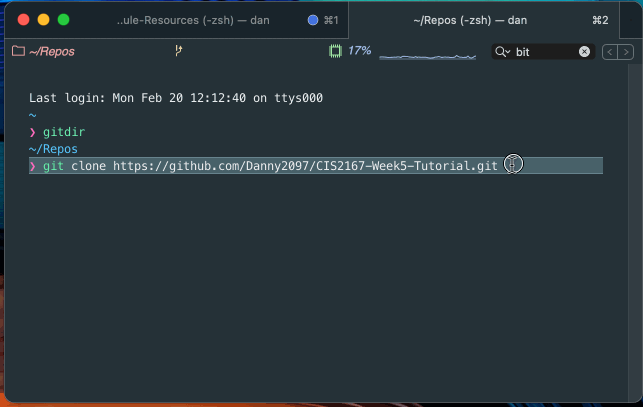 ..ule-Resources (-zsh) — dan ⌘1
~/Repos (-zsh) — dan ⌘2
~/Repos 17% bit
Last login: Mon Feb 20 12:12:40 on ttys000
~
❯ gitdir
~/Repos
❯ git clone https://github.com/Danny2097/CIS2167-Week5-Tutorial.git